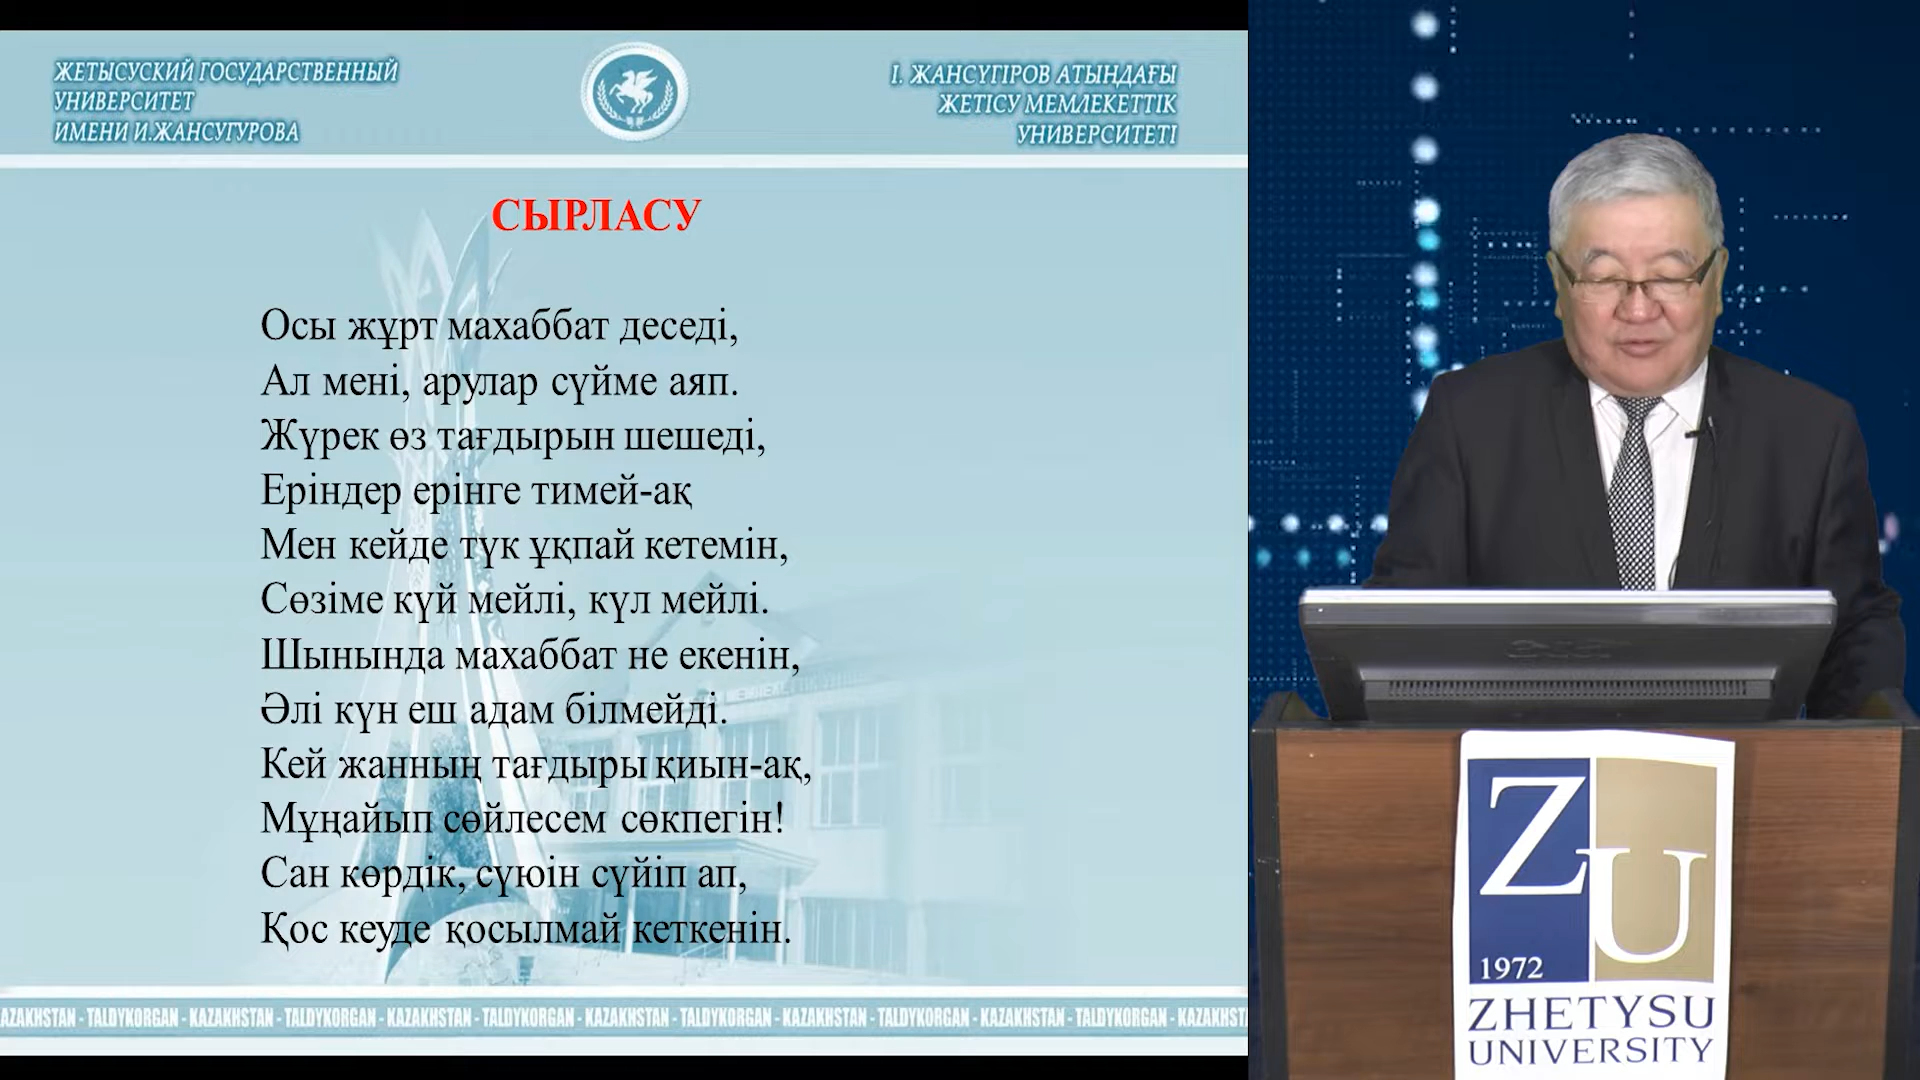 ЖЕТЫСУСКИЙ ГОСУДАРСТВЕННЫЙ
УНИВЕРСИТЕТ
ИМЕНИ И.ЖАНСУГУРОВА
І. ЖАНСҮГІРОВ АТЫНДАҒЫ
ЖЕТІСУ МЕМЛЕКЕТТІК
УНИВЕРСИТЕТІ
СЫРЛАСУ
Осы жұрт махаббат деседі,
Ал мені, арулар сүйме аяп.
Жүрек өз тағдырын шешеді,
Еріндер ерінге тимей-ақ
Мен кейде түк ұқпай кетемін,
Сөзіме күй мейлі, күл мейлі.
Шынында махаббат не екенін,
Әлі күн еш адам білмейді.
Кей жанның тағдыры қиын-ақ,
Мұңайып сөйлесем сөкпегін!
Сан көрдік, сүюін сүйіп ап,
Қос кеуде қосылмай кеткенін.
AZAKHSTAN - TALDYKORGAN - KAZAKHSTAN - TALDYKORGAN - KAZAKHSTAN - TALDYKORGAN - KAZAKHSTAN - TALDYKORGAN - KAZAKHSTAN - TALDYKORGAN - KAZAKHSTAN - TALDYKORGAN - KAZAKHST
ZU
1972
ZHETYSU
UNIVERSITY